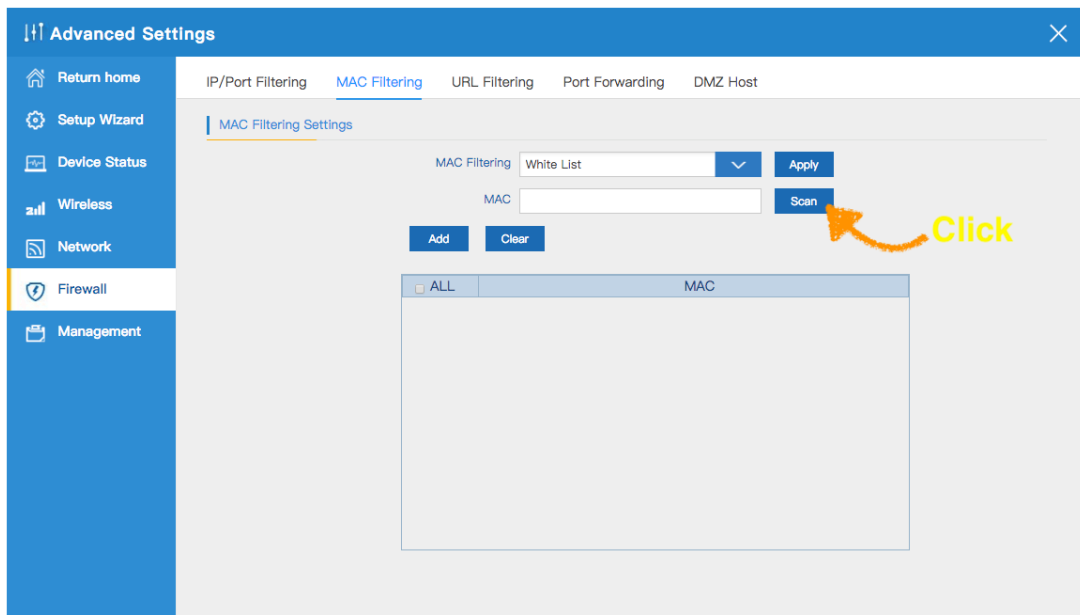 Advanced Settings
Return home
Setup Wizard
Device Status
Wireless
Network
Firewall
Management
IP/Port Filtering MAC Filtering URL Filtering Port Forwarding DMZ Host
MAC Filtering Settings
MAC Filtering White List Apply
MAC Scan
Click
Add Clear
ALL MAC